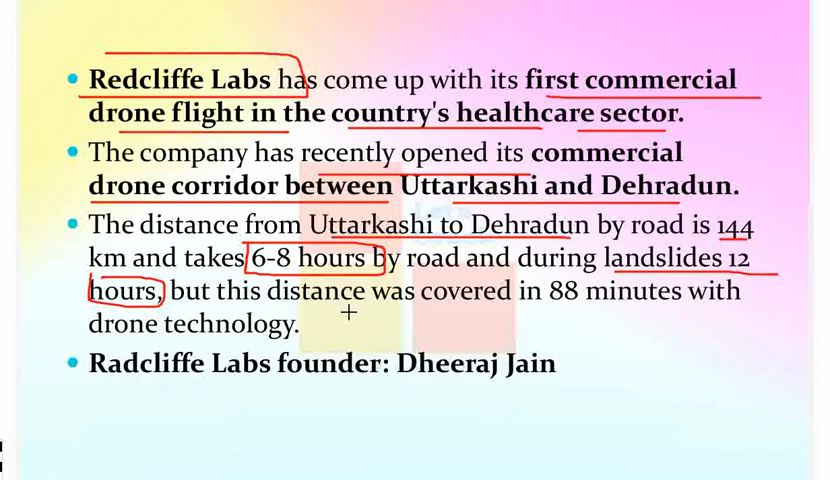 • Redcliffe Labs has come up with its first commercial
drone flight in the country's healthcare sector.
• The company has recently opened its commercial
drone corridor between Uttarkashi and Dehradun.
• The distance from Uttarkashi to Dehradun by road is 144
km and takes 6-8 hours by road and during landslides 12
hours, but this distance was covered in 88 minutes with
drone technology.
• Radcliffe Labs founder: Dheeraj Jain